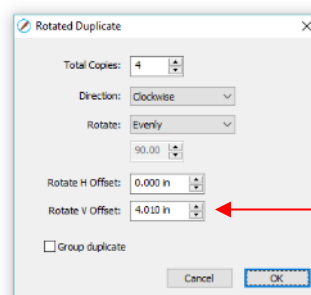 Rotated Duplicate
Total Copies: 4
Direction: Clockwise
Rotate: Evenly
90.00
Rotate H Offset: 0.000 in
Rotate V Offset: 4.010 in
Group duplicate
Cancel OK